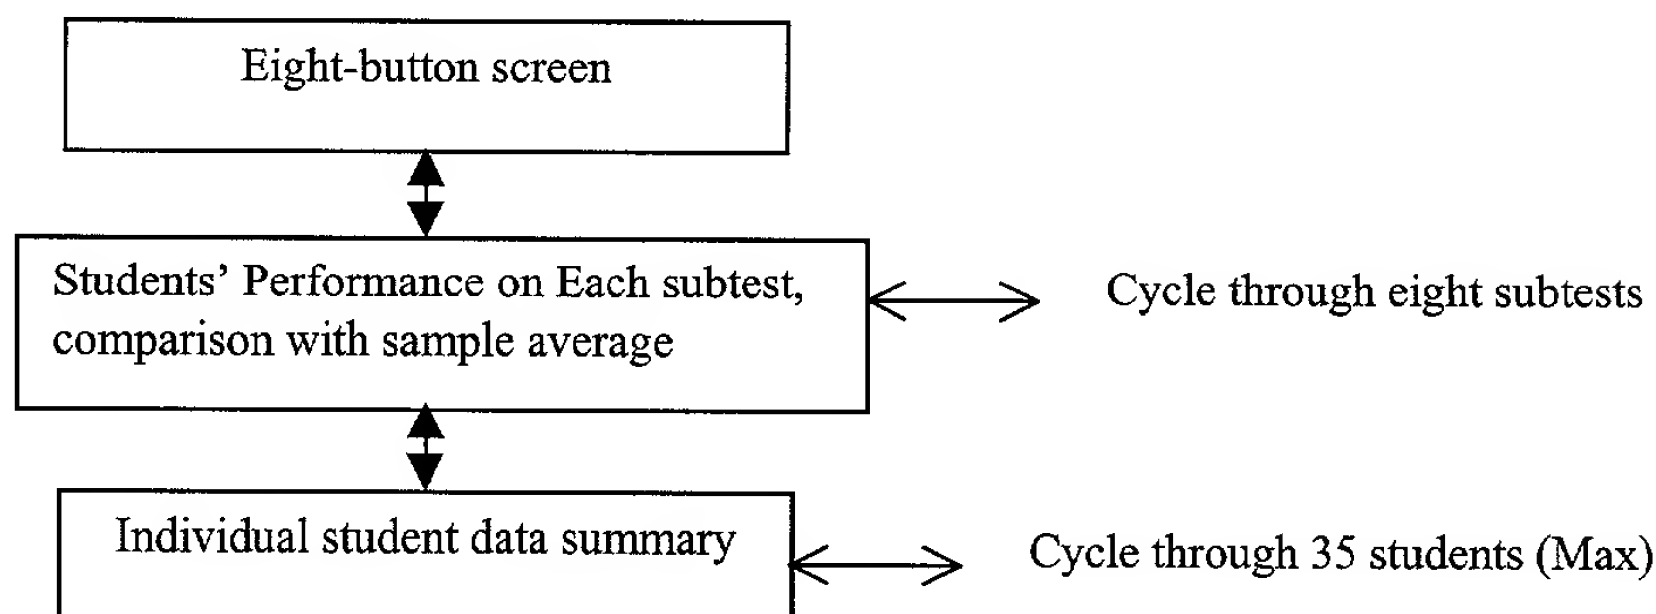 Eight-button screen
Students’ Performance on Each subtest,
comparison with sample average
Cycle through eight subtests
Individual student data summary
Cycle through 35 students (Max)